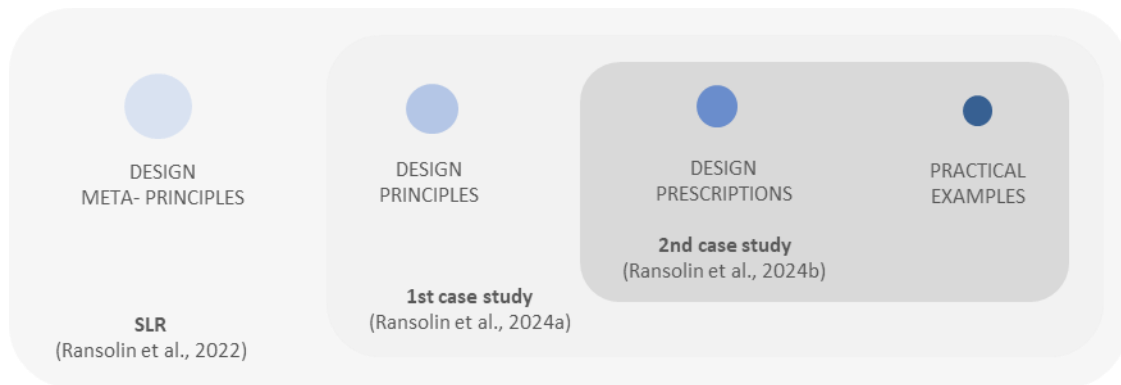 DESIGN
META- PRINCIPLES
SLR
(Ransolin et al., 2022)
DESIGN
PRINCIPLES
1st case study
(Ransolin et al., 2024a)
DESIGN
PRESCRIPTIONS
2nd case study
(Ransolin et al., 2024b)
PRACTICAL
EXAMPLES